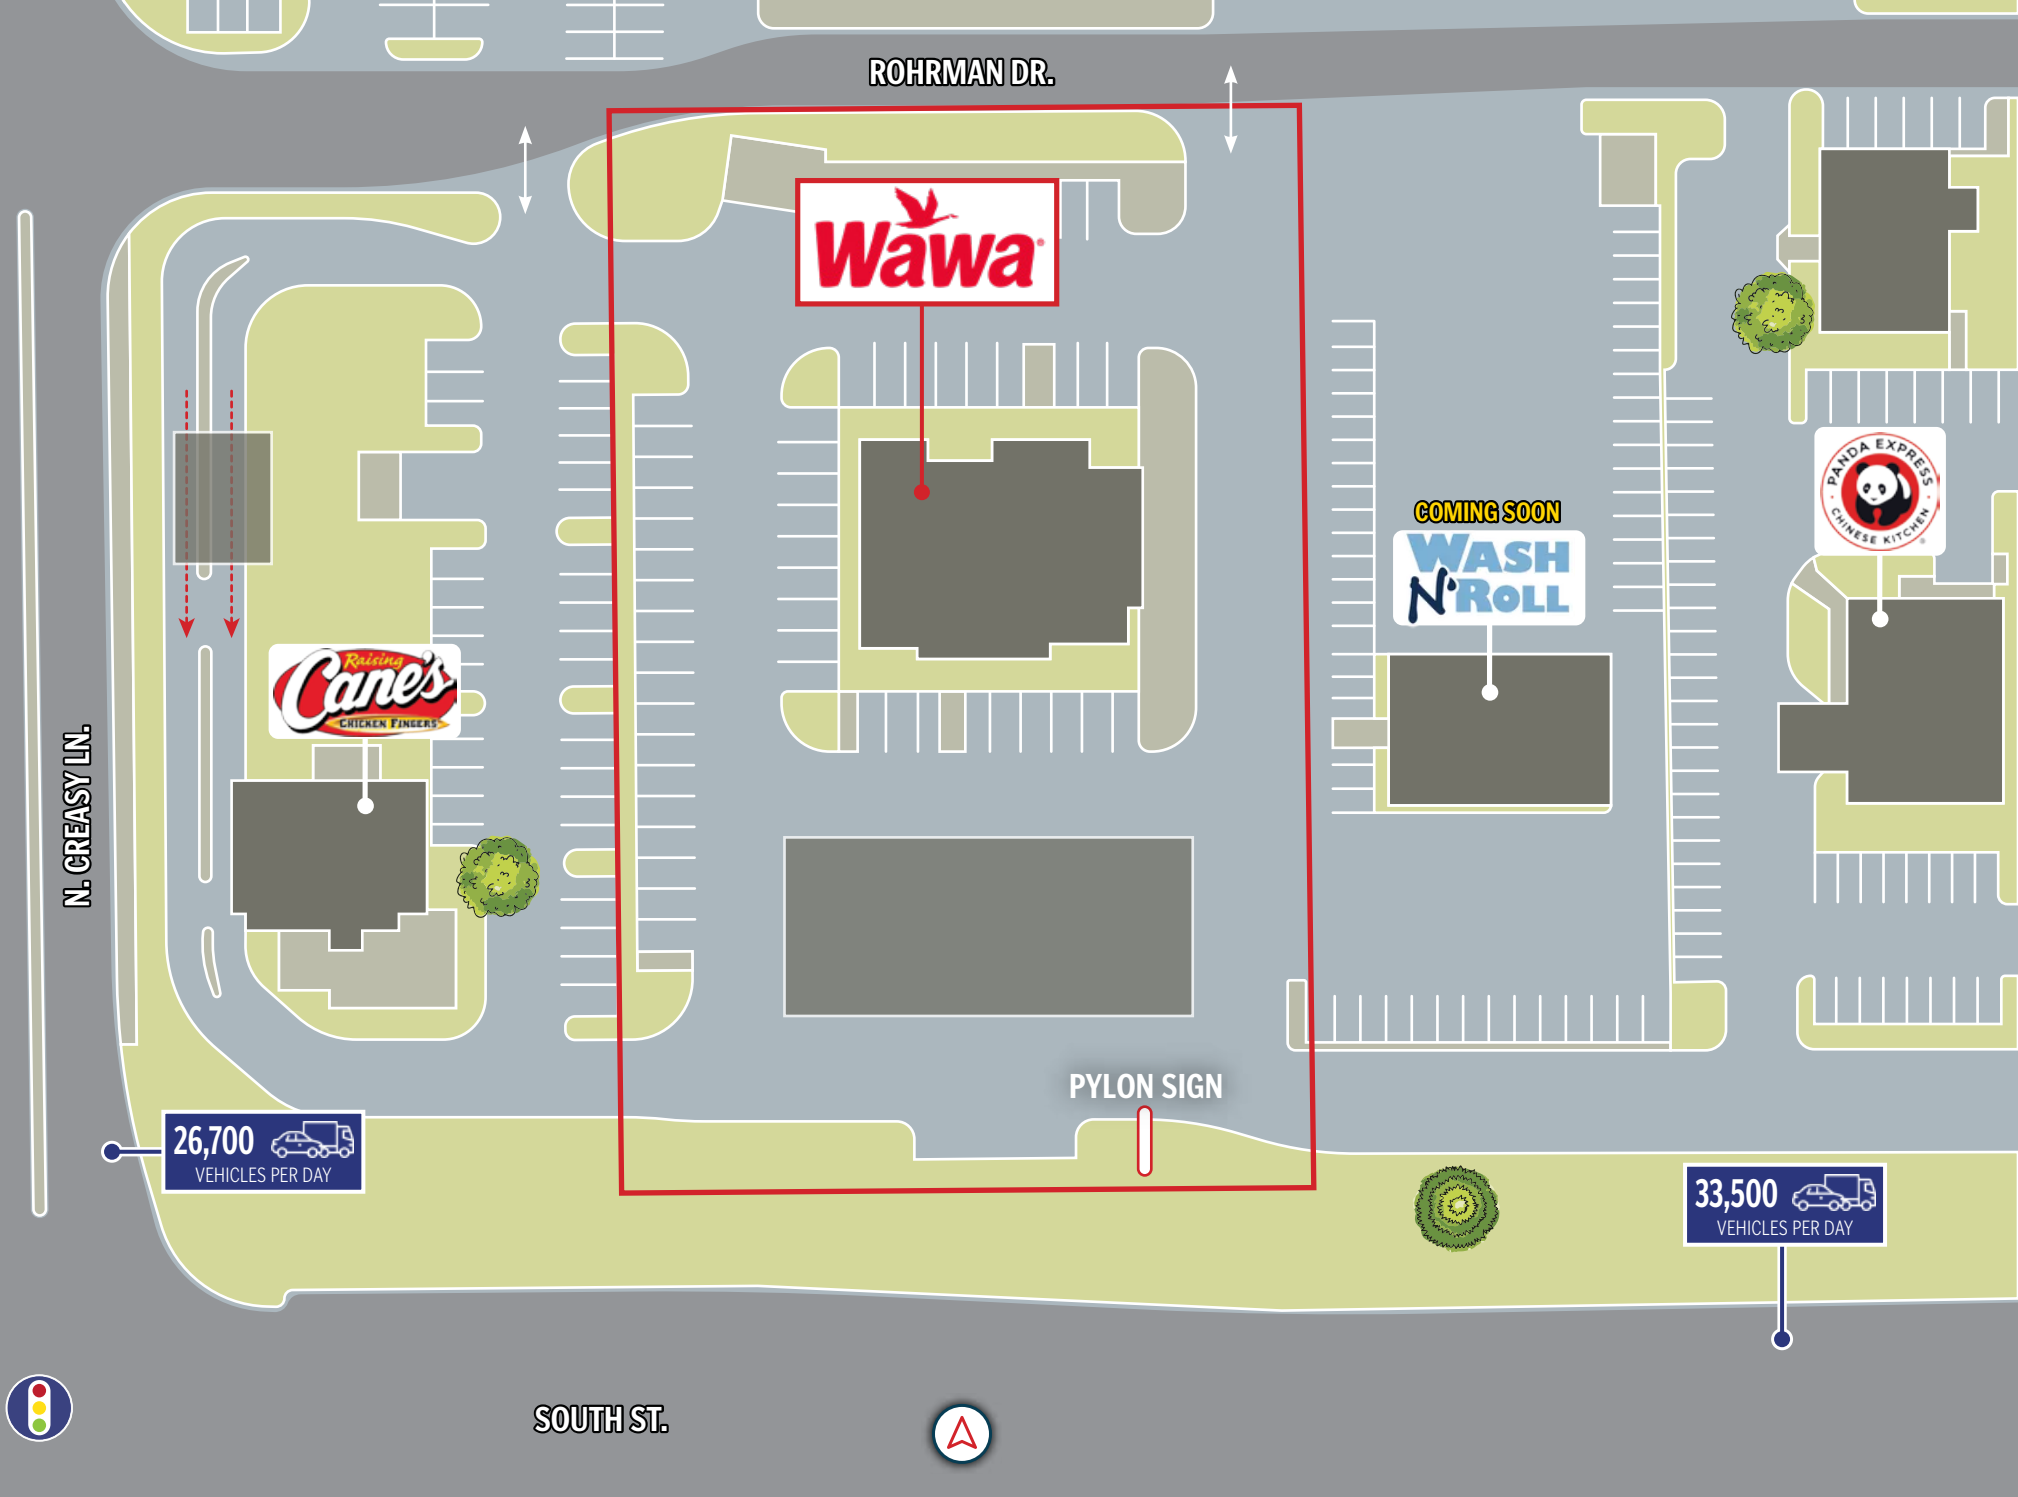 ROHRMAN DR.
Wawa
PANDA EXPRESS
CHINESE KITCHEN
COMING SOON
WASH
N'ROLL
Raising
Cane's
CHICKEN FINGERS
N. CREASY LN.
PYLON SIGN
26,700
VEHICLES PER DAY
33,500
VEHICLES PER DAY
SOUTH ST.